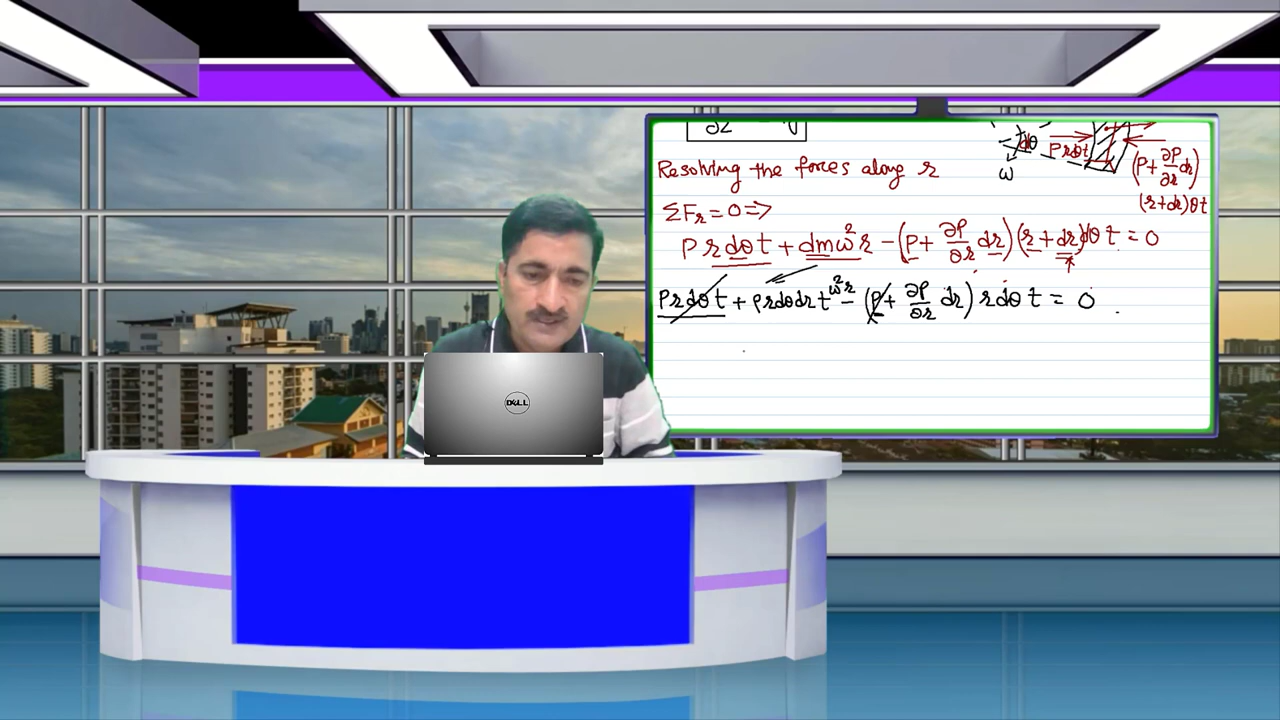 ∂z
ω dθ P r dθ t (P + ∂P/∂r dr)
(r + dr) θ t
Resolving the forces along r
ΣFr = 0 ⇒
P r dθ t + dm ω² r − (P + ∂P/∂r dr)(r + dr) dθ t = 0
P r dθ t + ρ r dθ dr t ω² r − (P + ∂P/∂r dr) r dθ t = 0
DELL